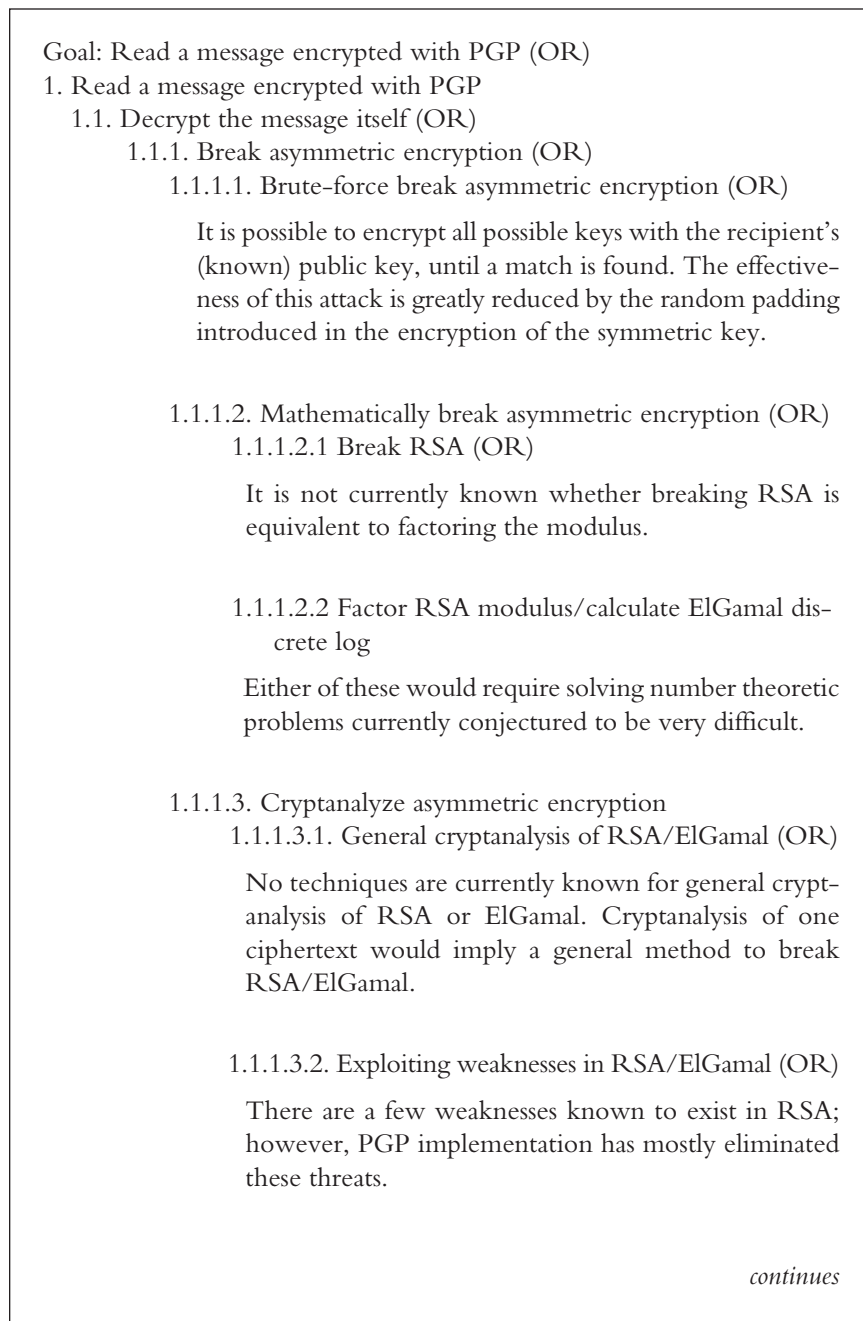 Goal: Read a message encrypted with PGP (OR)
1. Read a message encrypted with PGP
1.1. Decrypt the message itself (OR)
1.1.1. Break asymmetric encryption (OR)
1.1.1.1. Brute-force break asymmetric encryption (OR)
It is possible to encrypt all possible keys with the recipient's
(known) public key, until a match is found. The effective-
ness of this attack is greatly reduced by the random padding
introduced in the encryption of the symmetric key.
1.1.1.2. Mathematically break asymmetric encryption (OR)
1.1.1.2.1 Break RSA (OR)
It is not currently known whether breaking RSA is
equivalent to factoring the modulus.
1.1.1.2.2 Factor RSA modulus/calculate ElGamal dis-
crete log
Either of these would require solving number theoretic
problems currently conjectured to be very difficult.
1.1.1.3. Cryptanalyze asymmetric encryption
1.1.1.3.1. General cryptanalysis of RSA/ElGamal (OR)
No techniques are currently known for general crypt-
analysis of RSA or ElGamal. Cryptanalysis of one
ciphertext would imply a general method to break
RSA/ElGamal.
1.1.1.3.2. Exploiting weaknesses in RSA/ElGamal (OR)
There are a few weaknesses known to exist in RSA;
however, PGP implementation has mostly eliminated
these threats.
continues